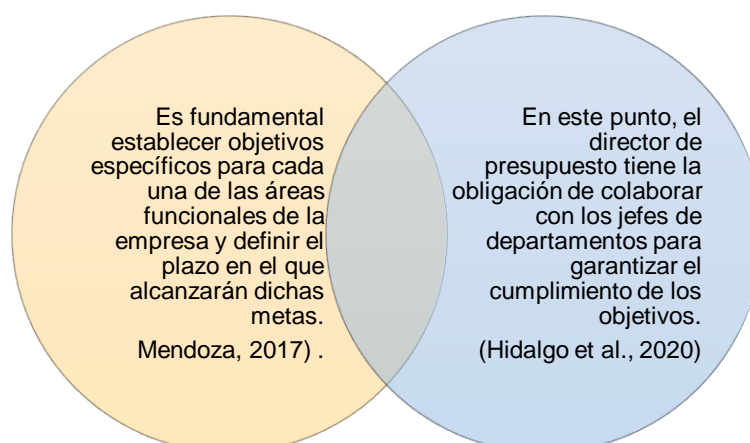 Es fundamental
establecer objetivos
específicos para cada
una de las áreas
funcionales de la
empresa y definir el
plazo en el que
alcanzarán dichas
metas.
Mendoza, 2017) .
En este punto, el
director de
presupuesto tiene la
obligación de colaborar
con los jefes de
departamentos para
garantizar el
cumplimiento de los
objetivos.
(Hidalgo et al., 2020)